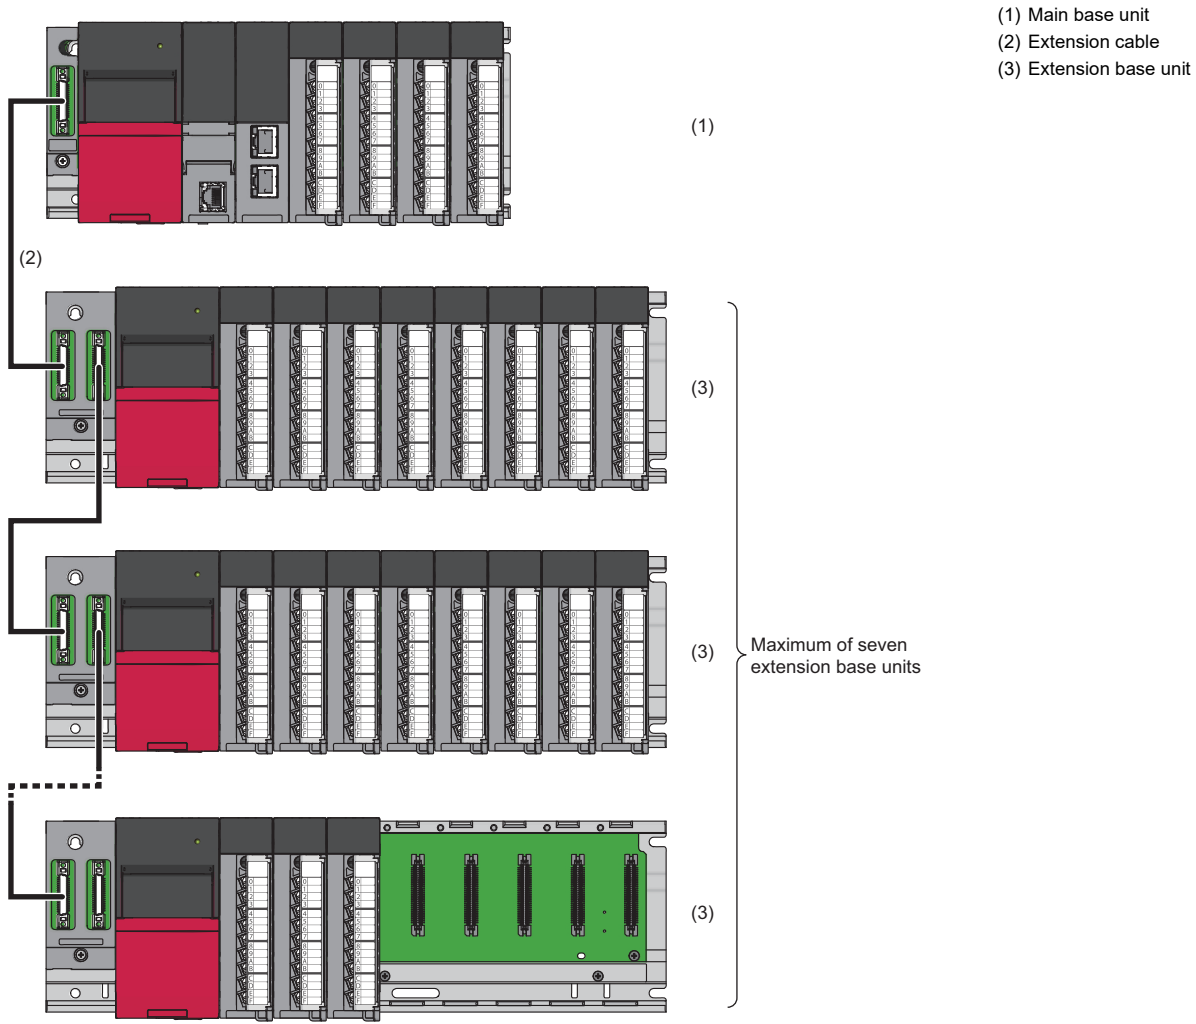 (1) Main base unit
(2) Extension cable
(3) Extension base unit
(1)
(2)
(3)
(3)
Maximum of seven
extension base units
(3)